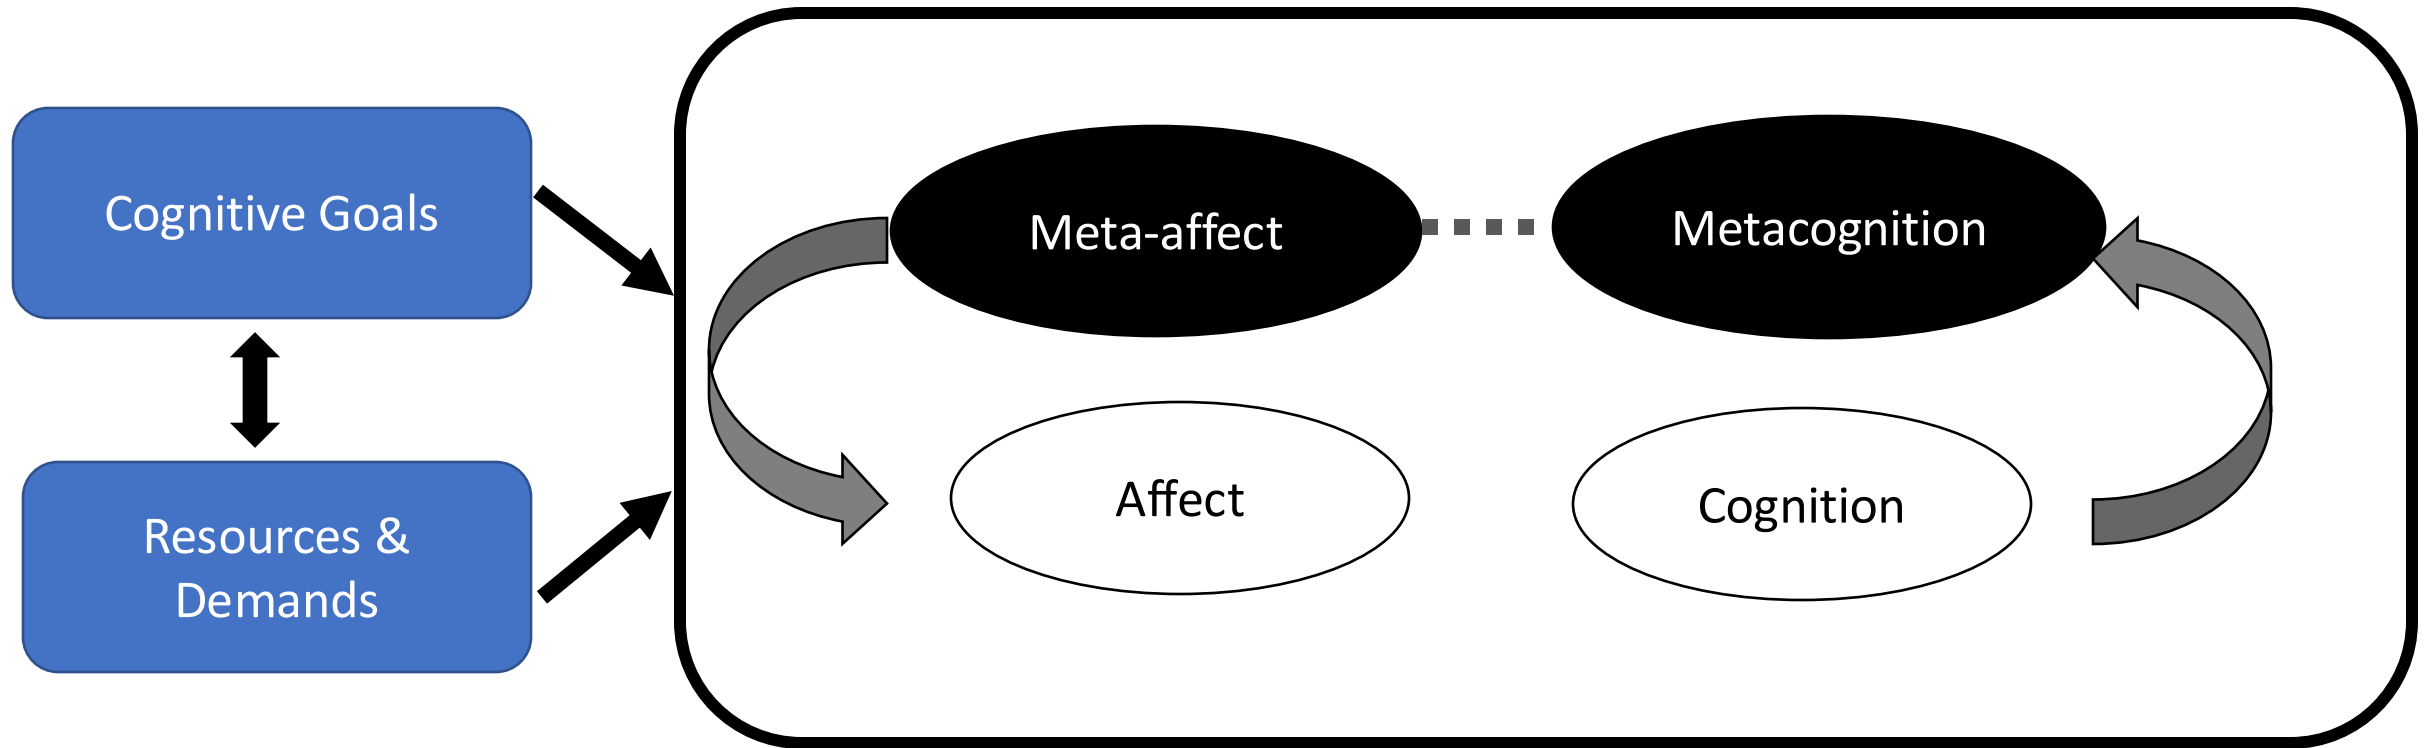 Cognitive Goals
Resources &
Demands
Meta-affect
Metacognition
Affect
Cognition